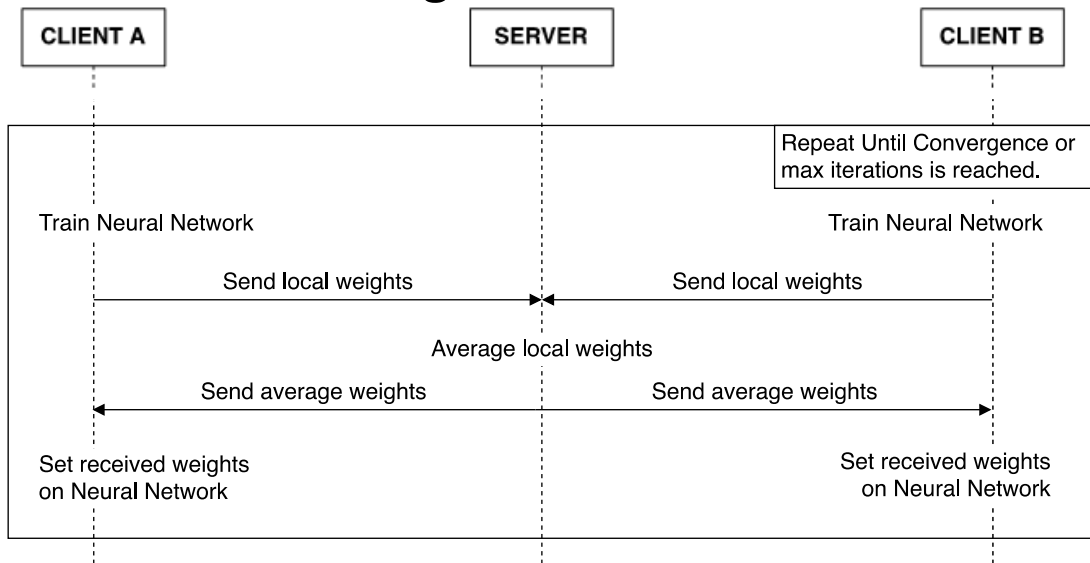 CLIENT A
SERVER
CLIENT B
Repeat Until Convergence or
max iterations is reached.
Train Neural Network
Train Neural Network
Send local weights
Send local weights
Average local weights
Send average weights
Send average weights
Set received weights
on Neural Network
Set received weights
on Neural Network